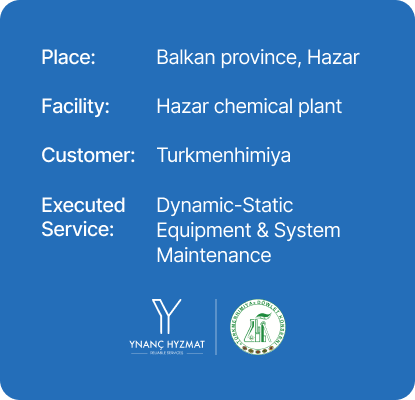 Place: Balkan province, Hazar
Facility: Hazar chemical plant
Customer: Turkmenhimiya
Executed Service: Dynamic-Static
Equipment & System
Maintenance
YNANÇ HYZMAT
RELIABLE SERVICES
"TÜRKMENHIMIÝA" DÖWLET KONSERNI